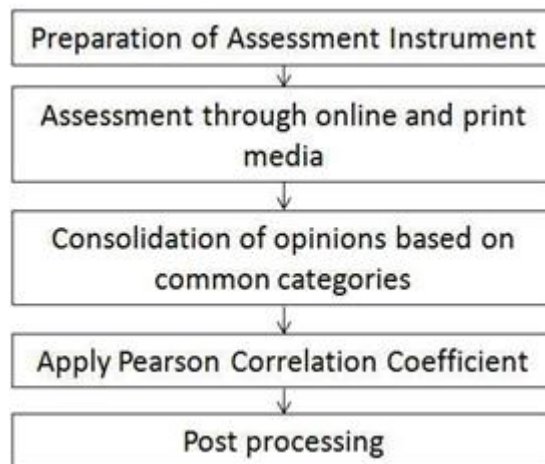 Preparation of Assessment Instrument
Assessment through online and print
media
Consolidation of opinions based on
common categories
Apply Pearson Correlation Coefficient
Post processing